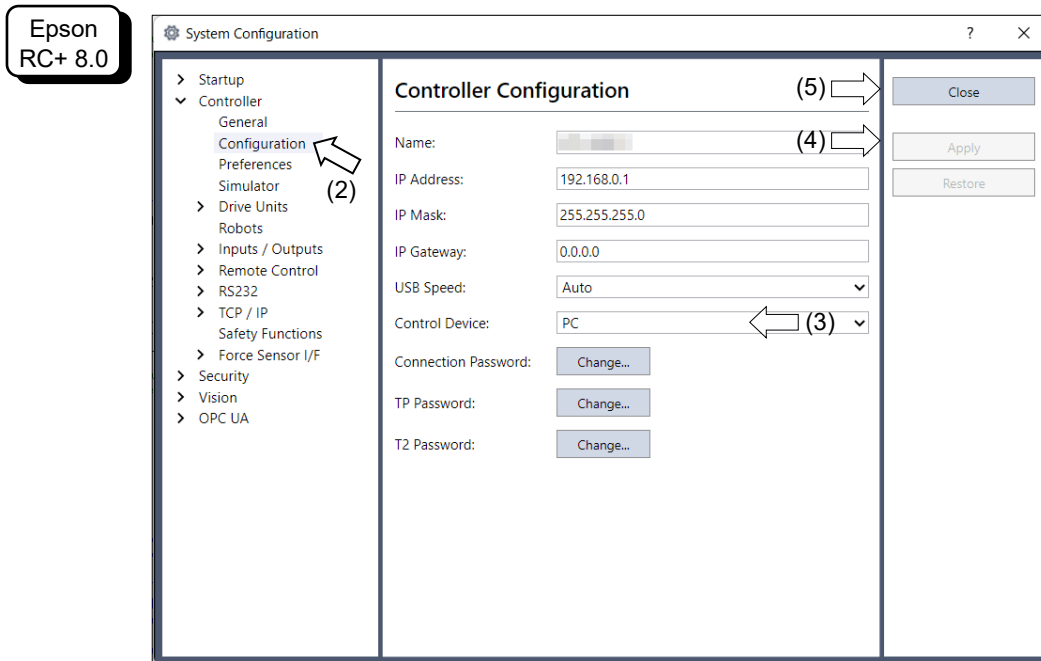 Epson
RC+ 8.0
System Configuration
?
Startup
Controller
General
Configuration
Preferences
Simulator
Drive Units
Robots
Inputs / Outputs
Remote Control
RS232
TCP / IP
Safety Functions
Force Sensor I/F
Security
Vision
OPC UA
(2)
Controller Configuration
Name:
IP Address: 192.168.0.1
IP Mask: 255.255.255.0
IP Gateway: 0.0.0.0
USB Speed: Auto
Control Device: PC (3)
Connection Password: Change...
TP Password: Change...
T2 Password: Change...
(5) Close
(4) Apply
Restore